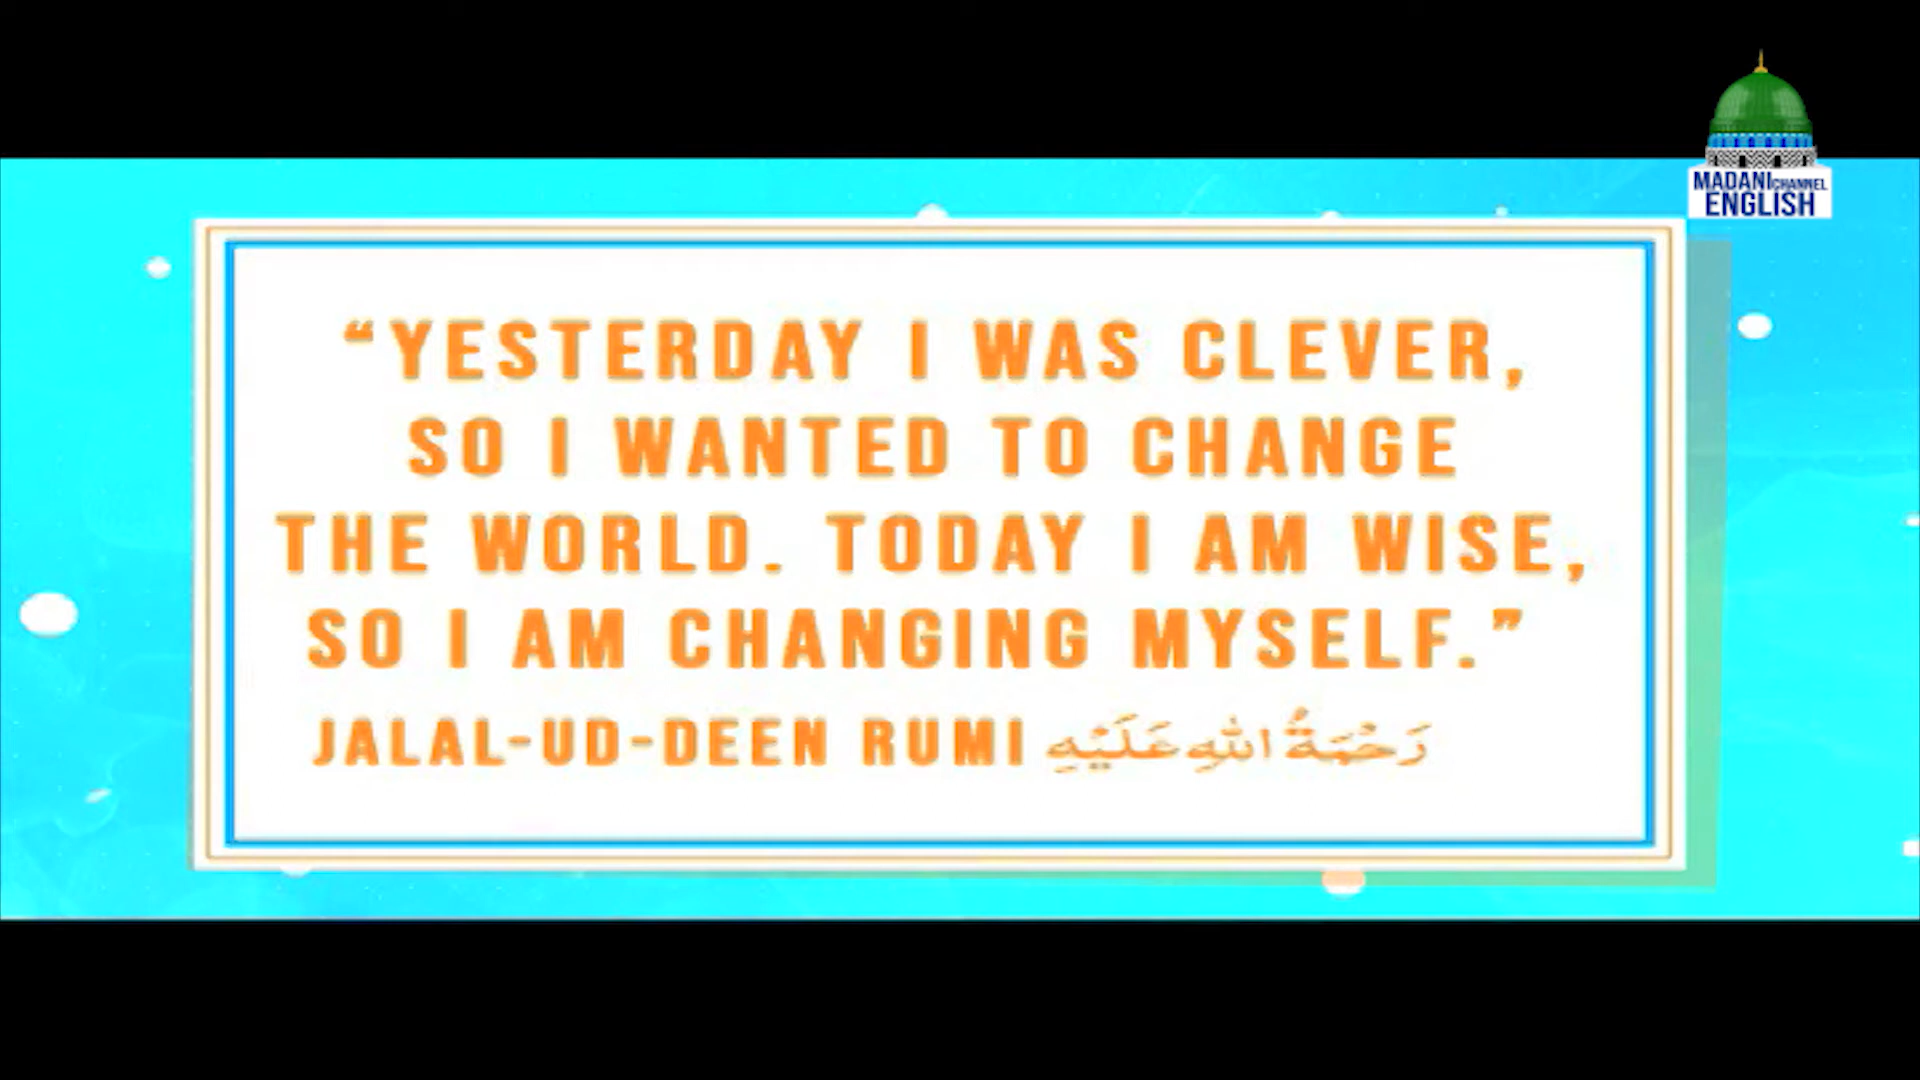 MADANI CHANNEL
ENGLISH
“YESTERDAY I WAS CLEVER,
SO I WANTED TO CHANGE
THE WORLD. TODAY I AM WISE,
SO I AM CHANGING MYSELF.”
JALAL-UD-DEEN RUMI رَحْمَةُ اللهِ عَلَيْهِ